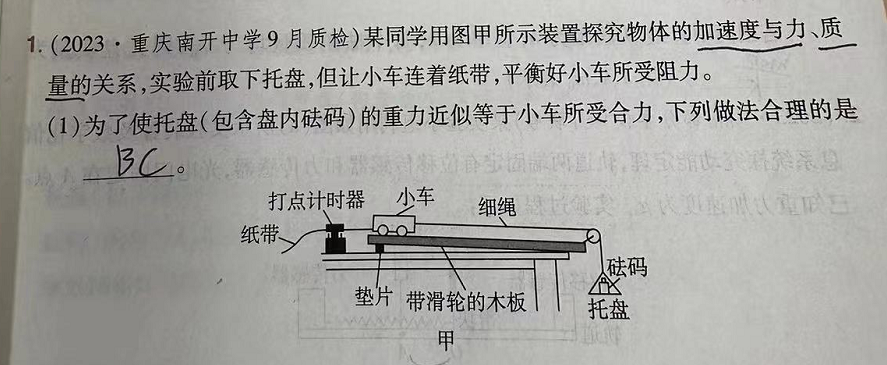 1. (2023·重庆南开中学9月质检)某同学用图甲所示装置探究物体的加速度与力、质
量的关系,实验前取下托盘,但让小车连着纸带,平衡好小车所受阻力。
(1)为了使托盘(包含盘内砝码)的重力近似等于小车所受合力,下列做法合理的是
BC。
打点计时器
小车
细绳
纸带
砝码
垫片
带滑轮的木板
托盘
甲